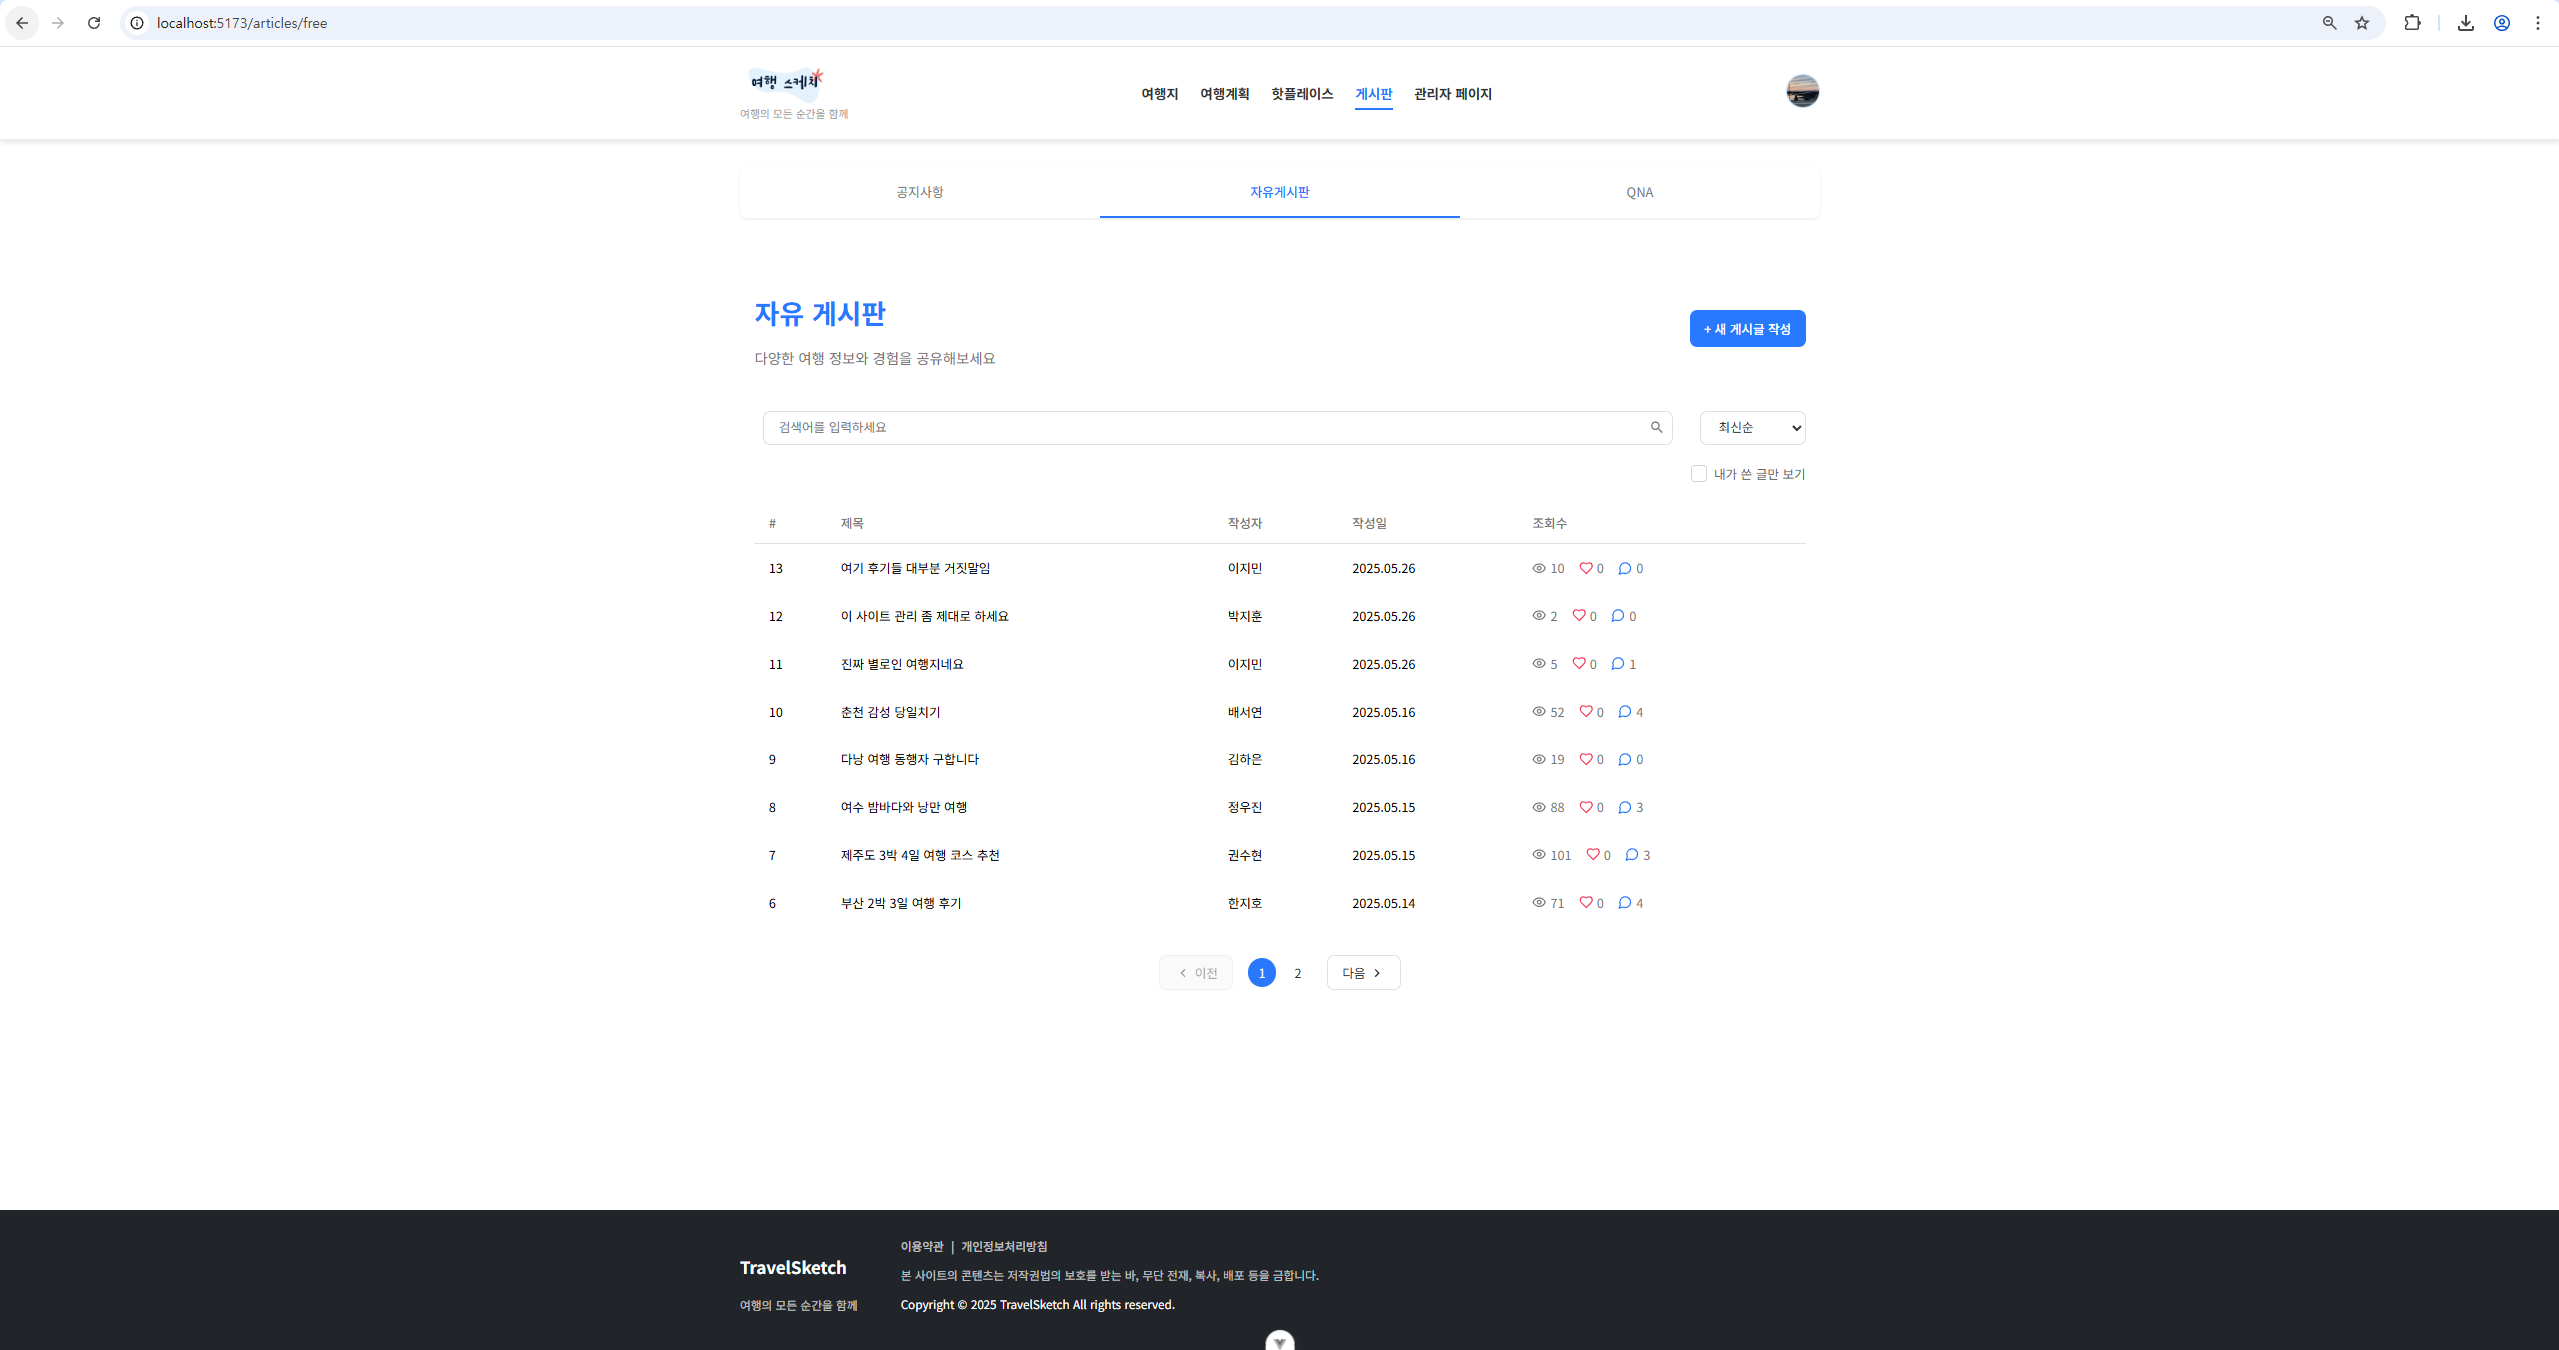 localhost:5173/articles/free
여행 스케치
여행의 모든 순간을 함께
여행지 여행계획 핫플레이스 게시판 관리자 페이지
공지사항 자유게시판 QNA
자유 게시판
+ 새 게시글 작성
다양한 여행 정보와 경험을 공유해보세요
검색어를 입력하세요 최신순
내가 쓴 글만 보기
# 제목 작성자 작성일 조회수
13 여기 후기들 대부분 거짓말임 이지민 2025.05.26 10 0 0
12 이 사이트 관리 좀 제대로 하세요 박지훈 2025.05.26 2 0 0
11 진짜 별로인 여행지네요 이지민 2025.05.26 5 0 1
10 춘천 감성 당일치기 배서연 2025.05.16 52 0 4
9 다낭 여행 동행자 구합니다 김하은 2025.05.16 19 0 0
8 여수 밤바다와 낭만 여행 정우진 2025.05.15 88 0 3
7 제주도 3박 4일 여행 코스 추천 권수현 2025.05.15 101 0 3
6 부산 2박 3일 여행 후기 한지호 2025.05.14 71 0 4
이전 1 2 다음
이용약관 | 개인정보처리방침
TravelSketch
본 사이트의 콘텐츠는 저작권법의 보호를 받는 바, 무단 전재, 복사, 배포 등을 금합니다.
여행의 모든 순간을 함께
Copyright © 2025 TravelSketch All rights reserved.